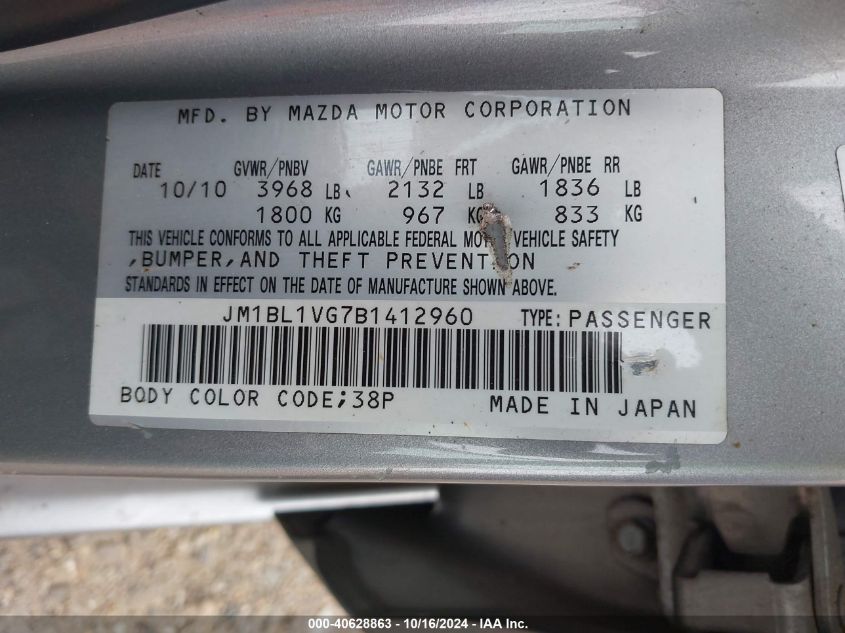 MFD. BY MAZDA MOTOR CORPORATION
DATE GVWR/PNBV GAWR/PNBE FRT GAWR/PNBE RR
10/10 3968 LB 2132 LB 1836 LB
1800 KG 967 KG 833 KG
THIS VEHICLE CONFORMS TO ALL APPLICABLE FEDERAL MOTOR VEHICLE SAFETY
,BUMPER,AND THEFT PREVENTION
STANDARDS IN EFFECT ON THE DATE OF MANUFACTURE SHOWN ABOVE.
JM1BL1VG7B1412960 TYPE: PASSENGER
BODY COLOR CODE;38P MADE IN JAPAN
000-40628863 - 10/16/2024 - IAA Inc.